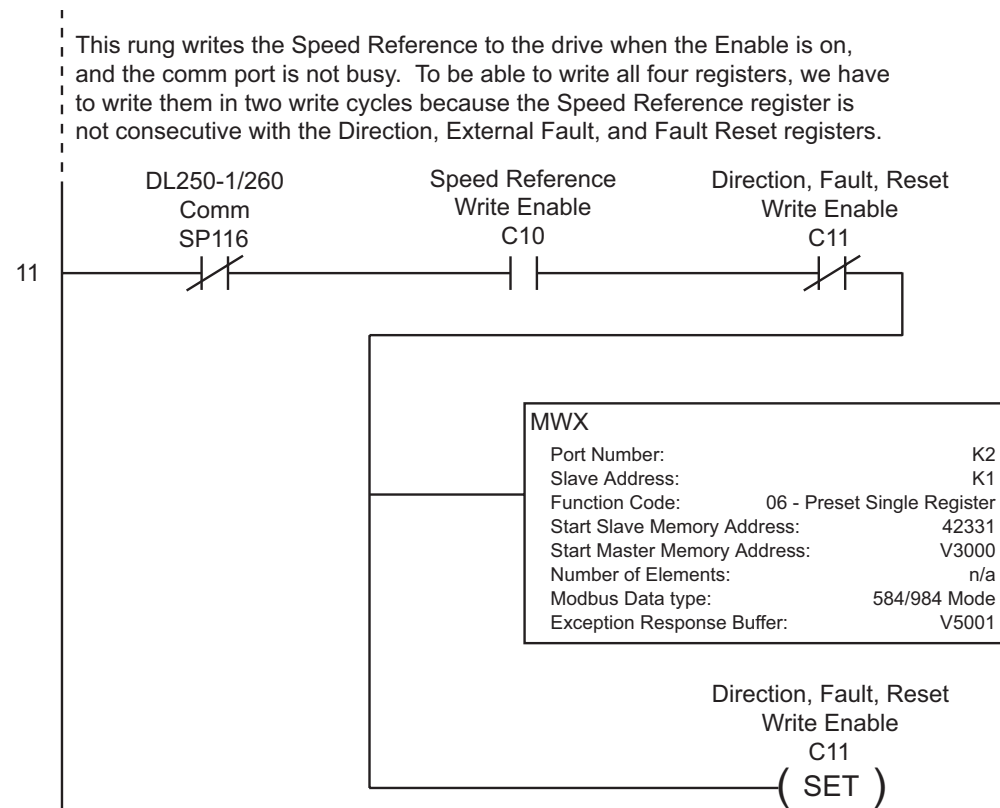 This rung writes the Speed Reference to the drive when the Enable is on,
and the comm port is not busy. To be able to write all four registers, we have
to write them in two write cycles because the Speed Reference register is
not consecutive with the Direction, External Fault, and Fault Reset registers.
DL250-1/260
Comm
SP116
Speed Reference
Write Enable
C10
Direction, Fault, Reset
Write Enable
C11
11
MWX
Port Number: K2
Slave Address: K1
Function Code: 06 - Preset Single Register
Start Slave Memory Address: 42331
Start Master Memory Address: V3000
Number of Elements: n/a
Modbus Data type: 584/984 Mode
Exception Response Buffer: V5001
Direction, Fault, Reset
Write Enable
C11
( SET )